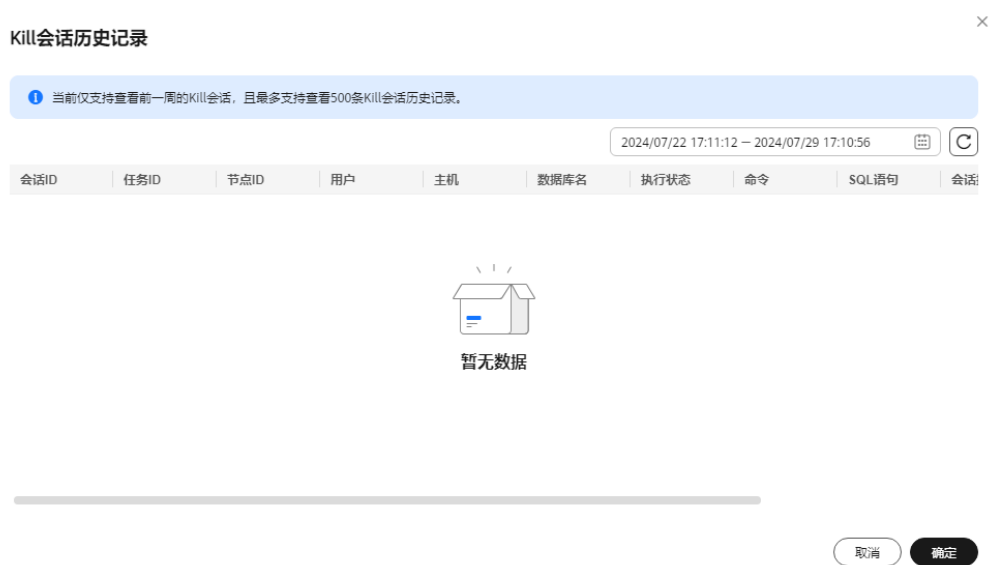 Kill会话历史记录
当前仅支持查看前一周的Kill会话，且最多支持查看500条Kill会话历史记录。
2024/07/22 17:11:12 — 2024/07/29 17:10:56
会话ID 任务ID 节点ID 用户 主机 数据库名 执行状态 命令 SQL语句 会话
暂无数据
取消 确定